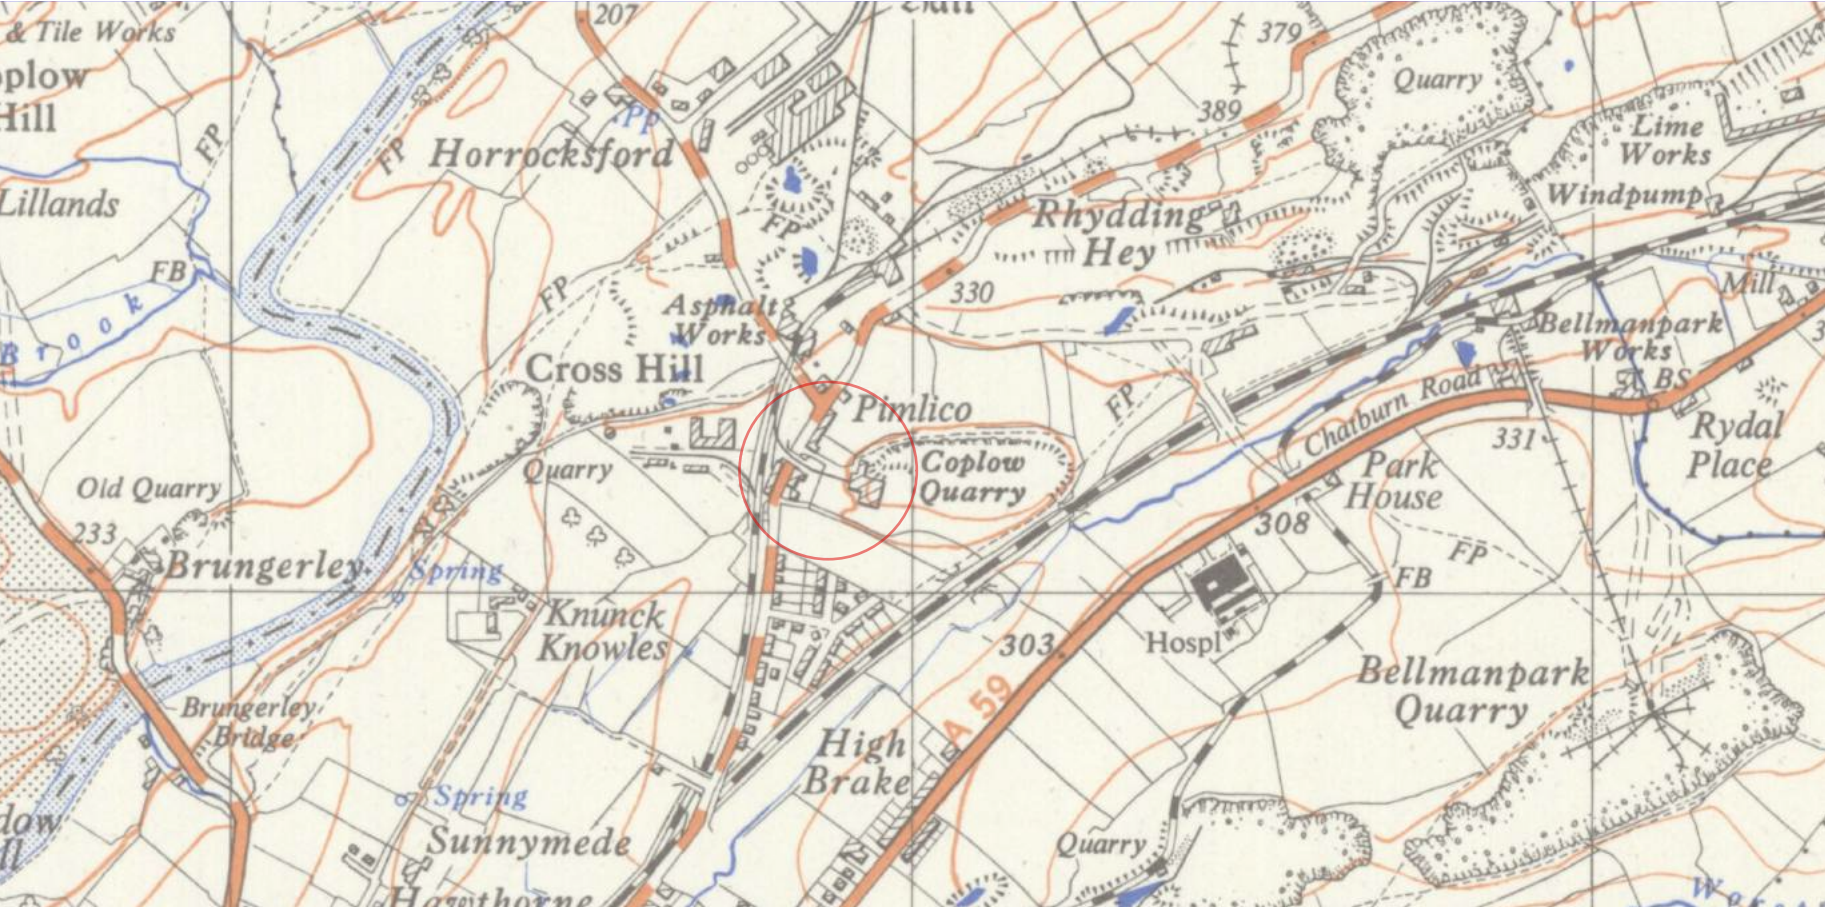 207
& Tile Works
379
Quarry
Hill
Pp
389
Lime
Works
FP
FP
Horrocksford
Windpump
Lillands
FP
Rhydding
Hey
FB
FP
330
Mill
Asphalt
Works
Brook
Bellmanpark
Works
Cross Hill
BS
Pimlico
FP
Chatburn Road
Rydal
Place
331
Quarry
Coplow
Quarry
Park
House
Old Quarry
233
308
FP
Brungerley
Spring
FB
Knunck
Knowles
303
Hospl
Bellmanpark
Quarry
A 59
Brungerley
Bridge
High
Brake
Spring
Sunnymede
Quarry
Hawthorne